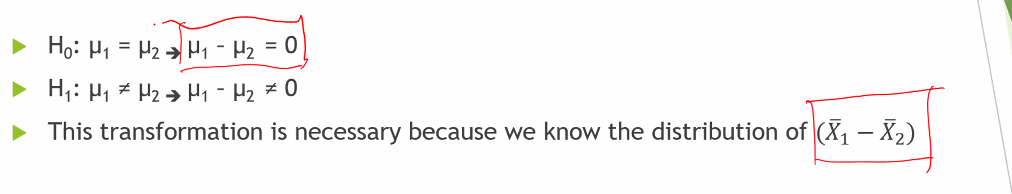 H₀: μ₁ = μ₂ → μ₁ - μ₂ = 0
H₁: μ₁ ≠ μ₂ → μ₁ - μ₂ ≠ 0
This transformation is necessary because we know the distribution of (X̄₁ − X̄₂)